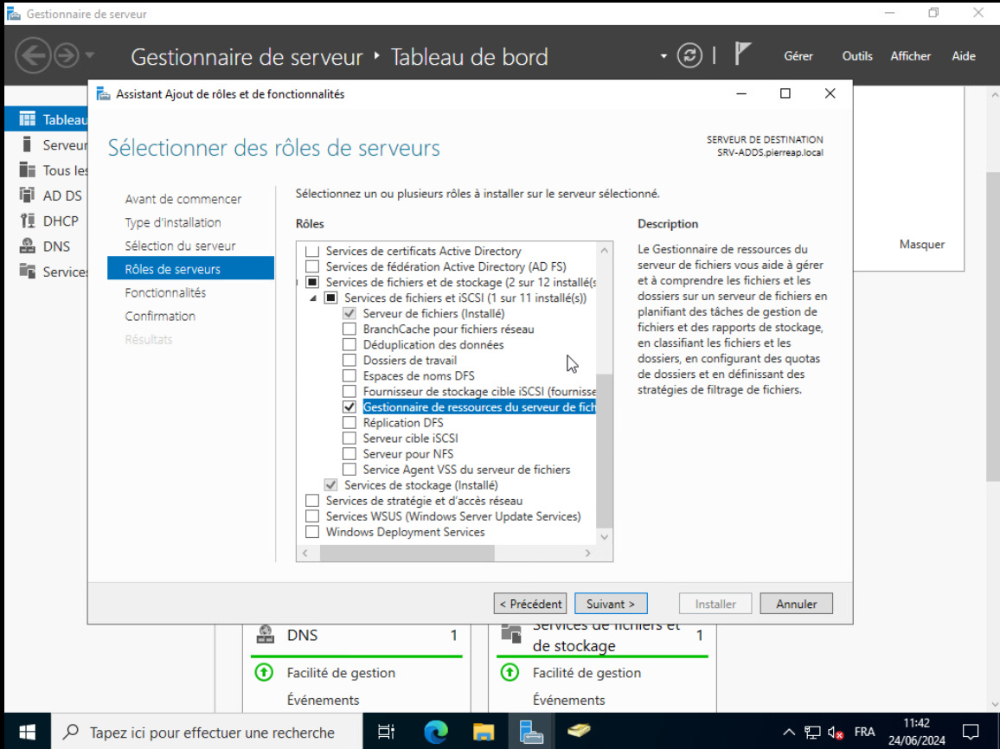 Gestionnaire de serveur
Gestionnaire de serveur • Tableau de bord
Gérer Outils Afficher Aide
Assistant Ajout de rôles et de fonctionnalités
Tableau
Serveur
Tous les
AD DS
DHCP
DNS
Services
Sélectionner des rôles de serveurs
SERVEUR DE DESTINATION
SRV-ADDS.pierreap.local
Avant de commencer
Type d'installation
Sélection du serveur
Rôles de serveurs
Fonctionnalités
Confirmation
Résultats
Sélectionnez un ou plusieurs rôles à installer sur le serveur sélectionné.
Rôles
Services de certificats Active Directory
Services de fédération Active Directory (AD FS)
Services de fichiers et de stockage (2 sur 12 installé(s
Services de fichiers et iSCSI (1 sur 11 installé(s))
Serveur de fichiers (Installé)
BranchCache pour fichiers réseau
Déduplication des données
Dossiers de travail
Espaces de noms DFS
Fournisseur de stockage cible iSCSI (fournisse
Gestionnaire de ressources du serveur de fich
Réplication DFS
Serveur cible iSCSI
Serveur pour NFS
Service Agent VSS du serveur de fichiers
Services de stockage (Installé)
Services de stratégie et d'accès réseau
Services WSUS (Windows Server Update Services)
Windows Deployment Services
Description
Le Gestionnaire de ressources du
serveur de fichiers vous aide à gérer
et à comprendre les fichiers et les
dossiers sur un serveur de fichiers en
planifiant des tâches de gestion de
fichiers et des rapports de stockage,
en classifiant les fichiers et les
dossiers, en configurant des quotas
de dossiers et en définissant des
stratégies de filtrage de fichiers.
Masquer
< Précédent Suivant > Installer Annuler
DNS 1
Facilité de gestion
Événements
Services de fichiers et
de stockage 1
Facilité de gestion
Événements
Tapez ici pour effectuer une recherche
FRA
11:42
24/06/2024